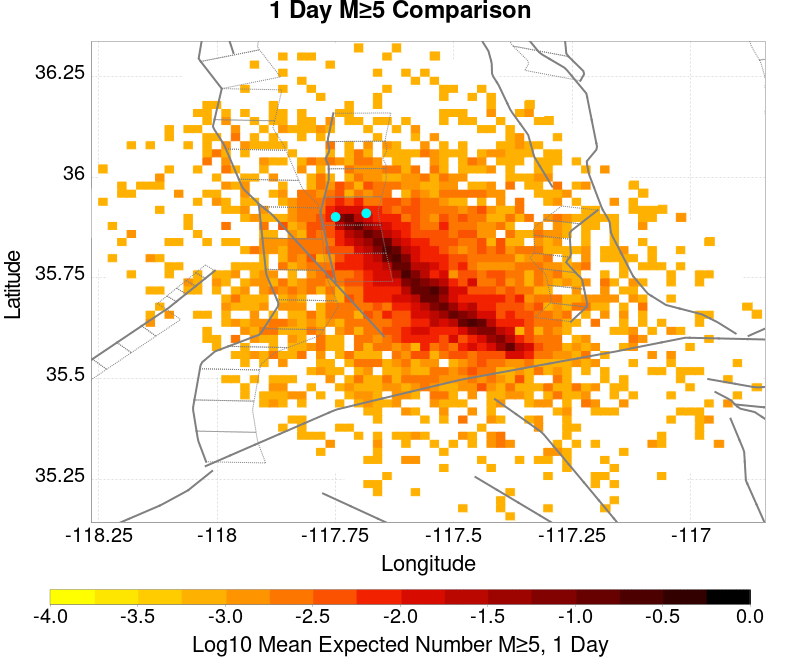 1 Day M≥5 Comparison
36.25
36
35.75
35.5
35.25
Latitude
-118.25 -118 -117.75 -117.5 -117.25 -117
Longitude
-4.0 -3.5 -3.0 -2.5 -2.0 -1.5 -1.0 -0.5 0.0
Log10 Mean Expected Number M≥5, 1 Day